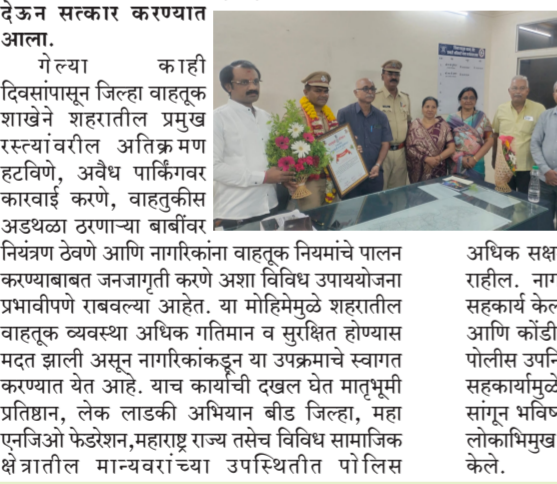 देऊन सत्कार करण्यात
आला.
गेल्या काही
दिवसांपासून जिल्हा वाहतूक
शाखेने शहरातील प्रमुख
रस्त्यांवरील अतिक्रमण
हटविणे, अवैध पार्किंगवर
कारवाई करणे, वाहतुकीस
अडथळा ठरणाऱ्या बाबींवर
नियंत्रण ठेवणे आणि नागरिकांना वाहतूक नियमांचे पालन
करण्याबाबत जनजागृती करणे अशा विविध उपाययोजना
प्रभावीपणे राबवल्या आहेत. या मोहिमेमुळे शहरातील
वाहतूक व्यवस्था अधिक गतिमान व सुरक्षित होण्यास
मदत झाली असून नागरिकांकडून या उपक्रमाचे स्वागत
करण्यात येत आहे. याच कार्याची दखल घेत मातृभूमी
प्रतिष्ठान, लेक लाडकी अभियान बीड जिल्हा, महा
एनजिओ फेडरेशन,महाराष्ट्र राज्य तसेच विविध सामाजिक
क्षेत्रातील मान्यवरांच्या उपस्थितीत पोलिस
अधिक सक्ष
राहील. नाग
सहकार्य केल
आणि कोंडी
पोलीस उपनि
सहकार्यामुळे
सांगून भविष
लोकाभिमुख
केले.